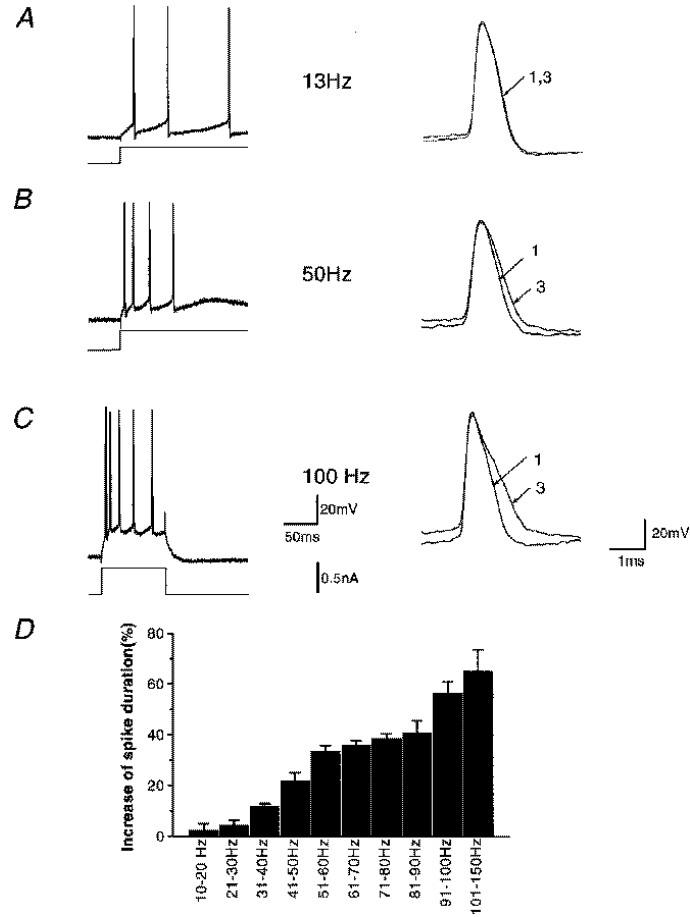 A
13Hz
1,3
B
50Hz
1
3
C
100 Hz
1
3
20mV
50ms
0.5nA
20mV
1ms
D
Increase of spike duration(%)
80
60
40
20
0
10-20 Hz
21-30Hz
31-40Hz
41-50Hz
51-60Hz
61-70Hz
71-80Hz
81-90Hz
91-100Hz
101-150Hz